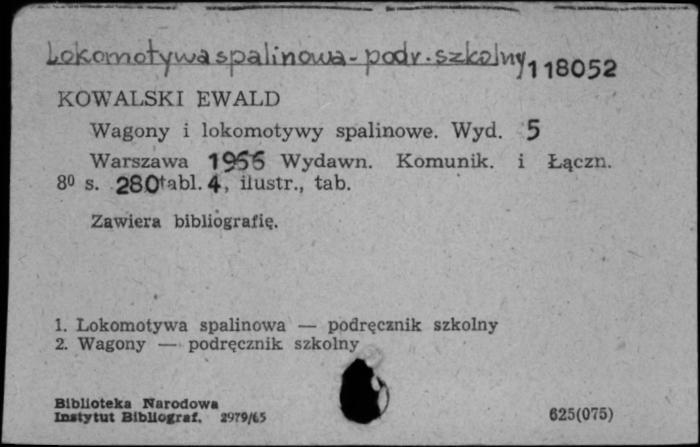 Lokomotywa spalinowa - podr. szkolny 118052
KOWALSKI EWALD
Wagony i lokomotywy spalinowe. Wyd. 5
Warszawa 1966 Wydawn. Komunik. i Łączn.
8⁰ s. 280 tabl. 4, ilustr., tab.
Zawiera bibliografię.
1. Lokomotywa spalinowa — podręcznik szkolny
2. Wagony — podręcznik szkolny
Biblioteka Narodowa
Instytut Bibliograf. 2979/65
625(075)